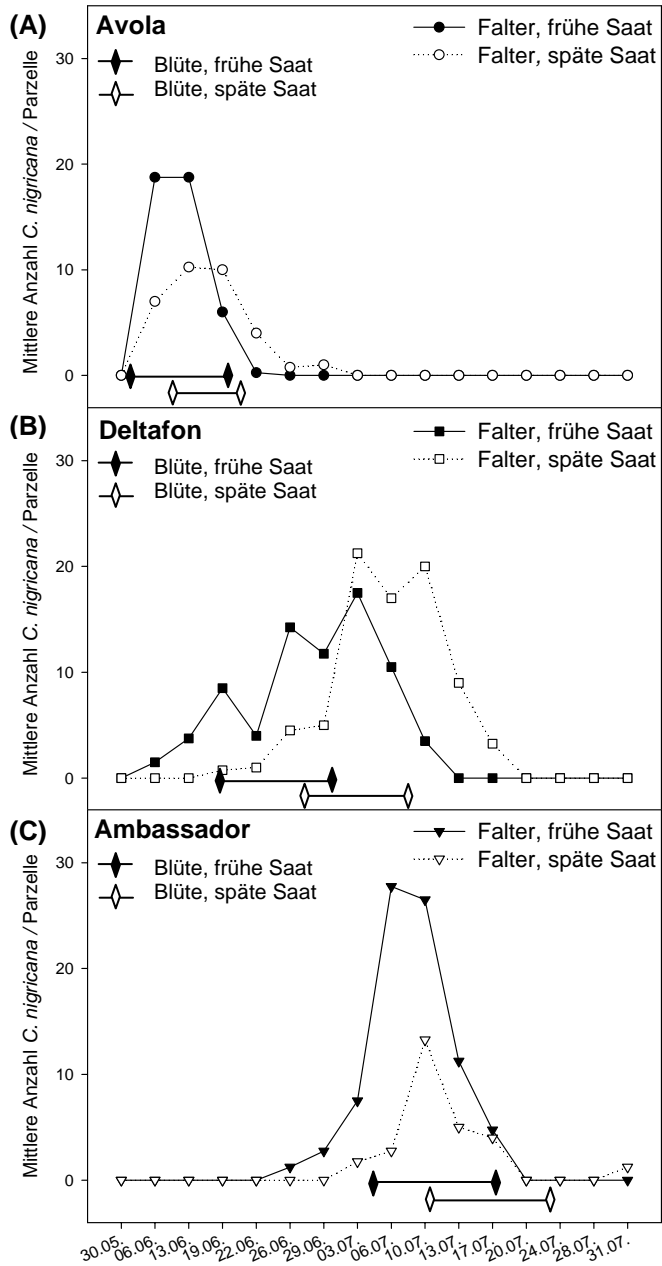 (A)
Avola
Blüte, frühe Saat
Blüte, späte Saat
Falter, frühe Saat
Falter, späte Saat
Mittlere Anzahl C. nigricana / Parzelle
30
20
10
0
(B)
Deltafon
Blüte, frühe Saat
Blüte, späte Saat
Falter, frühe Saat
Falter, späte Saat
Mittlere Anzahl C. nigricana / Parzelle
30
20
10
0
(C)
Ambassador
Blüte, frühe Saat
Blüte, späte Saat
Falter, frühe Saat
Falter, späte Saat
Mittlere Anzahl C. nigricana / Parzelle
30
20
10
0
30.05. 06.06. 13.06. 19.06. 22.06. 26.06. 29.06. 03.07. 06.07. 10.07. 13.07. 17.07. 20.07. 24.07. 28.07. 31.07.